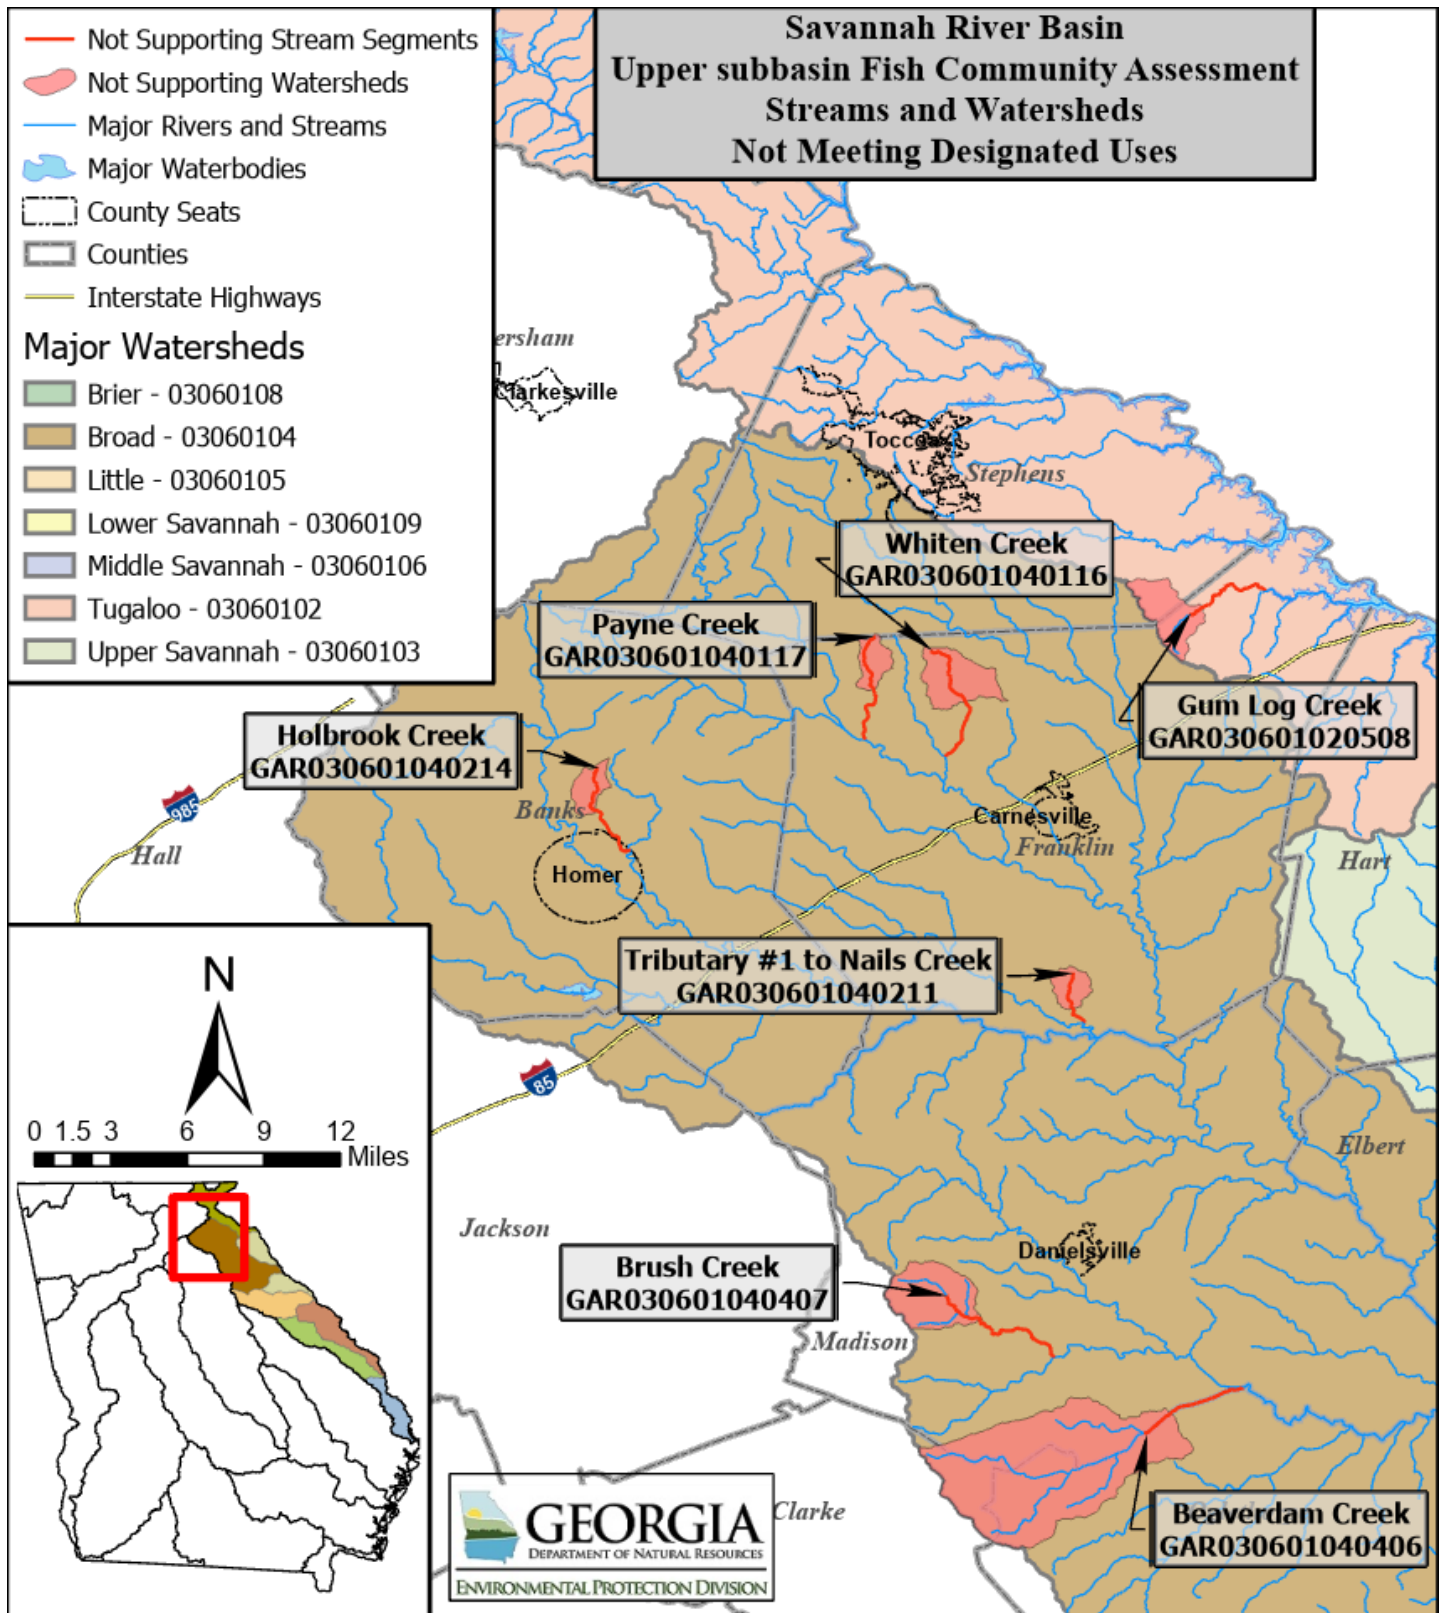 Savannah River Basin
Upper subbasin Fish Community Assessment
Streams and Watersheds
Not Meeting Designated Uses
Not Supporting Stream Segments
Not Supporting Watersheds
Major Rivers and Streams
Major Waterbodies
County Seats
Counties
Interstate Highways
Major Watersheds
Brier - 03060108
Broad - 03060104
Little - 03060105
Lower Savannah - 03060109
Middle Savannah - 03060106
Tugaloo - 03060102
Upper Savannah - 03060103
ersham
Clarkesville
Toccoa
Stephens
Whiten Creek
GAR030601040116
Payne Creek
GAR030601040117
Gum Log Creek
GAR030601020508
Holbrook Creek
GAR030601040214
985
Hall
Banks
Homer
Carnesville
Franklin
Hart
Tributary #1 to Nails Creek
GAR030601040211
85
N
0 1.5 3 6 9 12
Miles
Elbert
Jackson
Danielsville
Brush Creek
GAR030601040407
Madison
Clarke
Beaverdam Creek
GAR030601040406
GEORGIA
DEPARTMENT OF NATURAL RESOURCES
ENVIRONMENTAL PROTECTION DIVISION